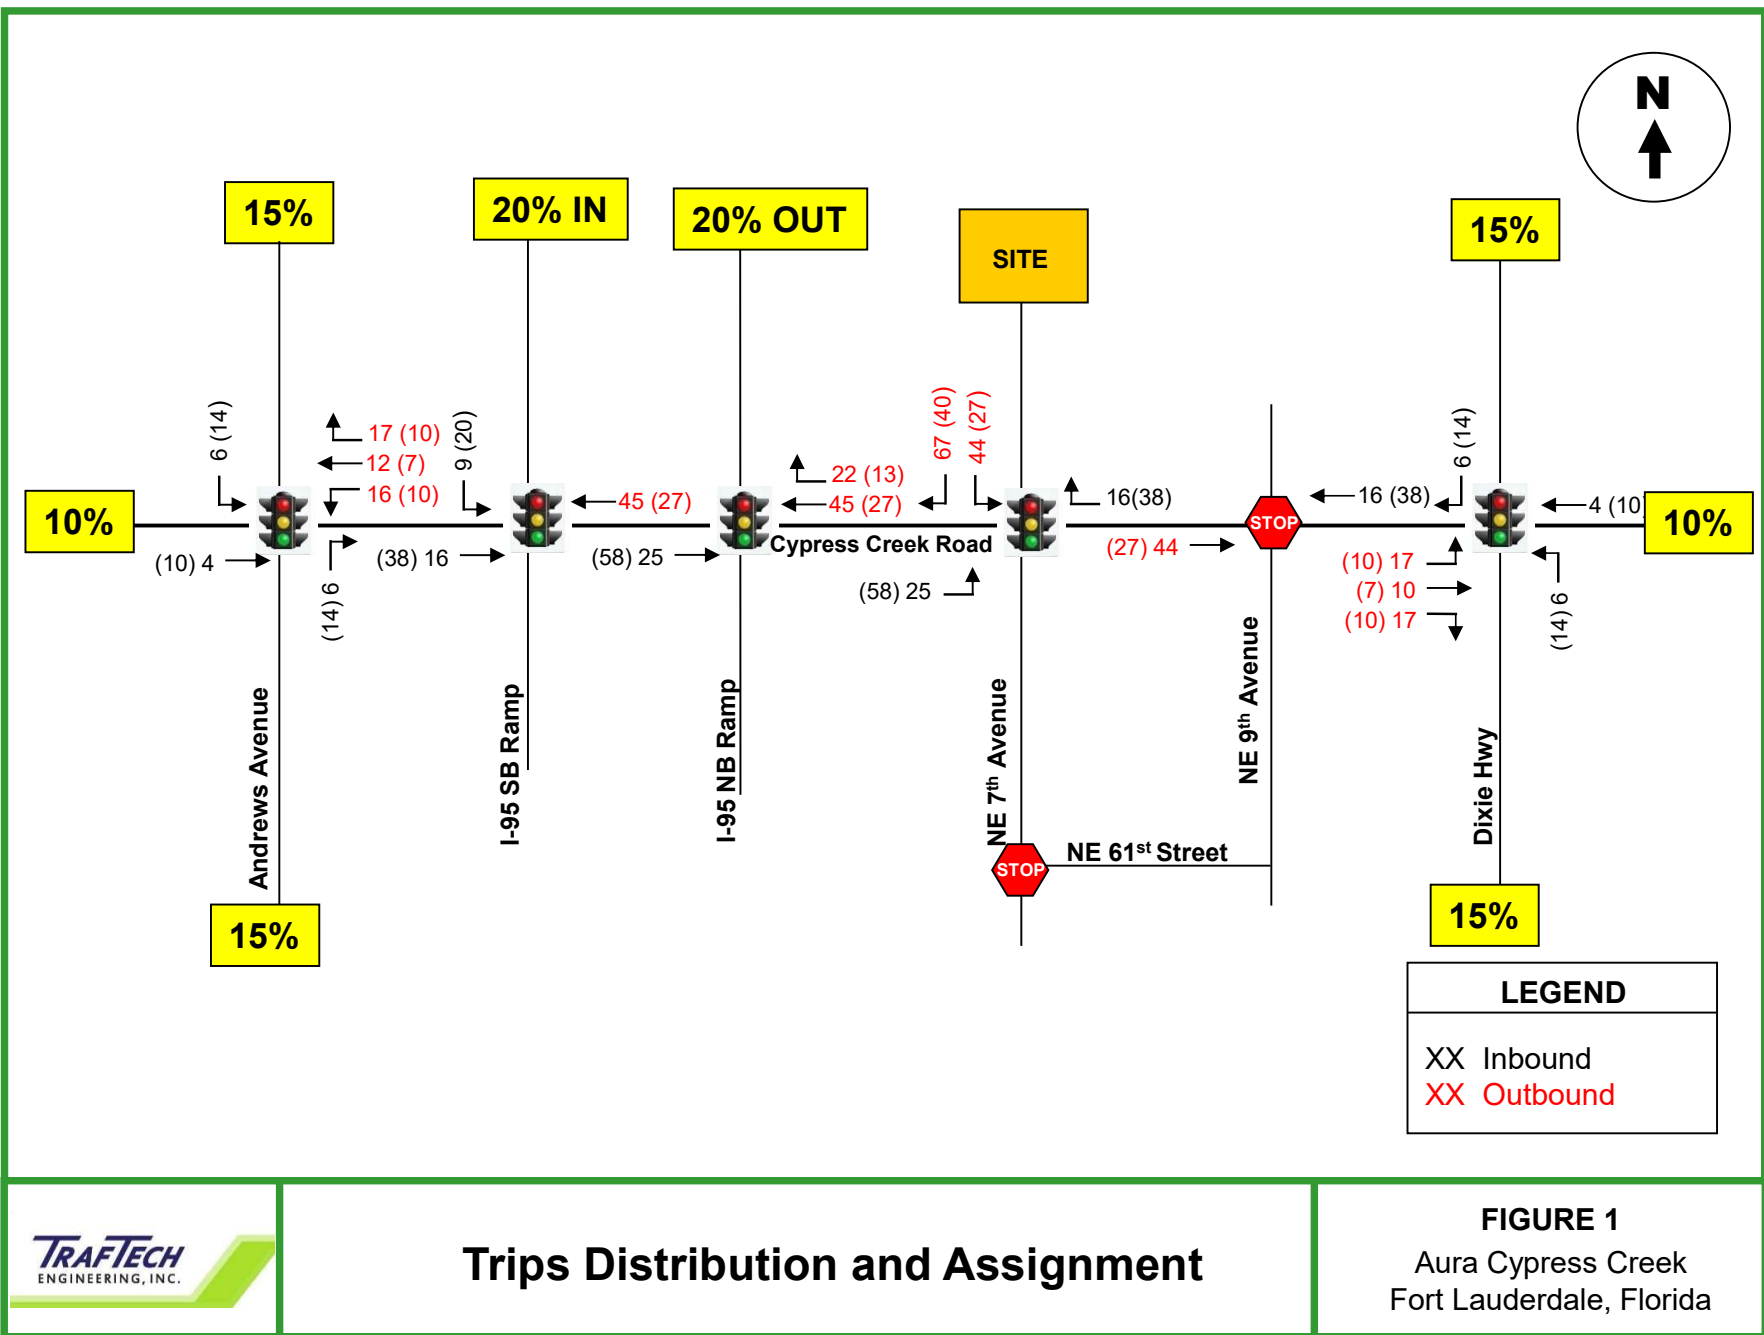 N
15%
20% IN
20% OUT
SITE
15%
6 (14)
17 (10)
12 (7)
16 (10)
9 (20)
45 (27)
22 (13)
45 (27)
67 (40)
44 (27)
16(38)
16 (38)
6 (14)
4 (10)
10%
10%
STOP
Cypress Creek Road
(10) 4
(14) 6
(38) 16
(58) 25
(58) 25
(27) 44
(10) 17
(7) 10
(10) 17
(14) 6
Andrews Avenue
I-95 SB Ramp
I-95 NB Ramp
NE 7th Avenue
NE 9th Avenue
Dixie Hwy
STOP
NE 61st Street
15%
15%
LEGEND
XX Inbound
XX Outbound
TRAFTECH
ENGINEERING, INC.
Trips Distribution and Assignment
FIGURE 1
Aura Cypress Creek
Fort Lauderdale, Florida